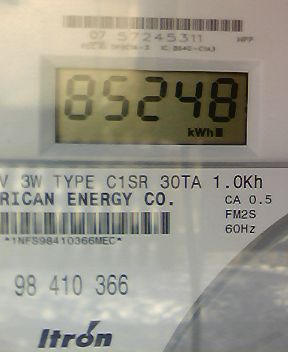 07 57245311
85248
kWh
V 3W TYPE C1SR 30TA 1.0Kh
RICAN ENERGY CO.
CA 0.5
FM2S
60Hz
*1NFS98410366MEC*
98 410 366
Itrón